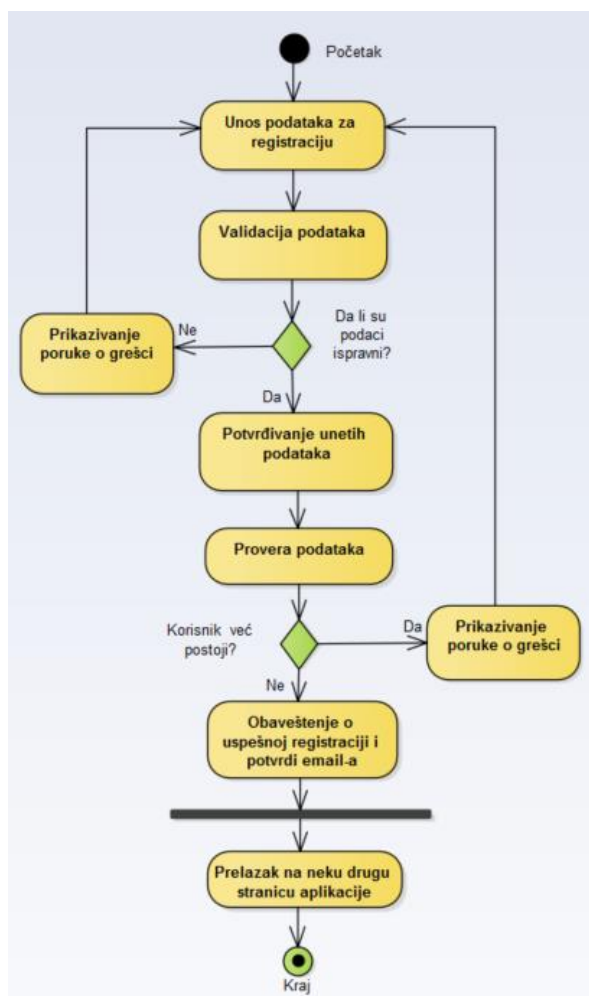 Početak
Unos podataka za
registraciju
Validacija podataka
Da li su
podaci
ispravni?
Ne
Prikazivanje
poruke o grešci
Da
Potvrđivanje unetih
podataka
Provera podataka
Korisnik već
postoji?
Da
Prikazivanje
poruke o grešci
Ne
Obaveštenje o
uspešnoj registraciji i
potvrdi email-a
Prelazak na neku drugu
stranicu aplikacije
Kraj